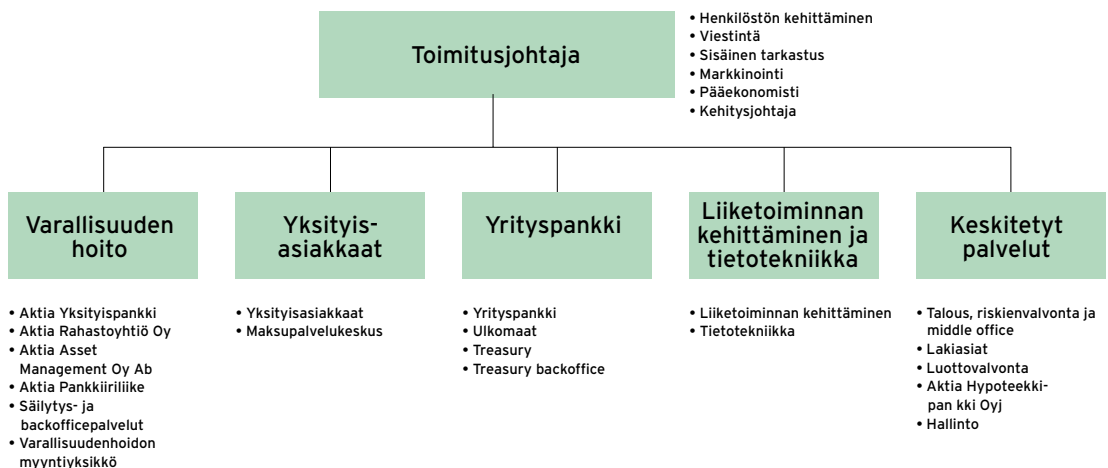 Toimitusjohtaja
• Henkilöstön kehittäminen
• Viestintä
• Sisäinen tarkastus
• Markkinointi
• Pääekonomisti
• Kehitysjohtaja
Varallisuuden
hoito
• Aktia Yksityispankki
• Aktia Rahastoyhtiö Oy
• Aktia Asset
Management Oy Ab
• Aktia Pankkiiriliike
• Säilytys- ja
backofficepalvelut
• Varallisuudenhoidon
myyntiyksikkö
Yksityis-
asiakkaat
• Yksityisasiakkaat
• Maksupalvelukeskus
Yrityspankki
• Yrityspankki
• Ulkomaat
• Treasury
• Treasury backoffice
Liiketoiminnan
kehittäminen ja
tietotekniikka
• Liiketoiminnan kehittäminen
• Tietotekniikka
Keskitetyt
palvelut
• Talous, riskienvalvonta ja
middle office
• Lakiasiat
• Luottovalvonta
• Aktia Hypoteekki-
pan kki Oyj
• Hallinto